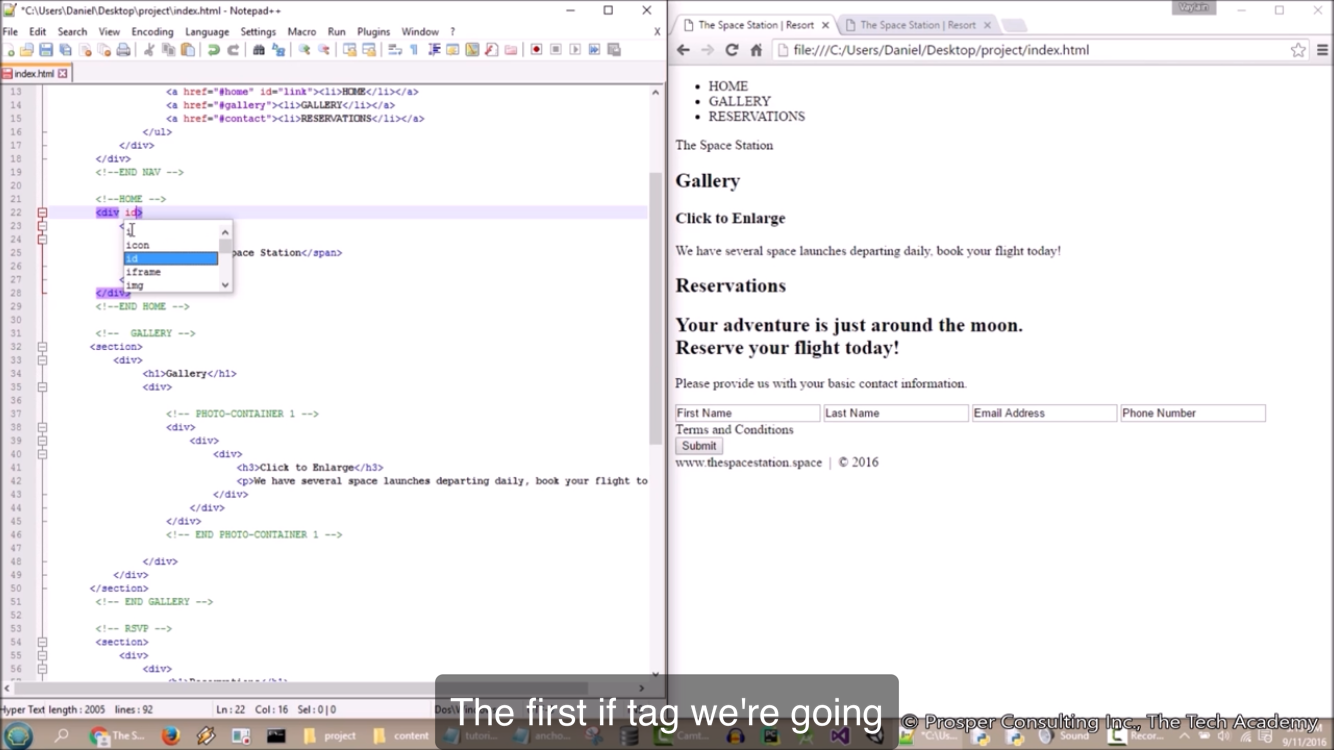 *C:\Users\Daniel\Desktop\project\index.html - Notepad++
File Edit Search View Encoding Language Settings Macro Run Plugins Window ? X
index.html
13 <a href="#home" id="link"><li>HOME</li></a>
14 <a href="#gallery"><li>GALLERY</li></a>
15 <a href="#contact"><li>RESERVATIONS</li></a>
16 </ul>
17 </div>
18 </div>
19 <!--END NAV -->
20
21 <!--HOME -->
22 <div id>
23 <
24
25 pace Station</span>
26
27 <
28 </div>
29 <!--END HOME -->
30
31 <!--  GALLERY -->
32 <section>
33 <div>
34 <h1>Gallery</h1>
35 <div>
36
37 <!-- PHOTO-CONTAINER 1 -->
38 <div>
39 <div>
40 <div>
41 <h3>Click to Enlarge</h3>
42 <p>We have several space launches departing daily, book your flight to
43 </div>
44 </div>
45 </div>
46 <!-- END PHOTO-CONTAINER 1 -->
47
48 </div>
49 </div>
50 </section>
51 <!-- END GALLERY -->
52
53 <!-- RSVP -->
54 <section>
55 <div>
56 <div>
icon
id
iframe
img
Hyper Text length : 2005 lines : 92 Ln : 22 Col : 16 Sel : 0 | 0
The Space Station | Resort
The Space Station | Resort
file:///C:/Users/Daniel/Desktop/project/index.html
• HOME
• GALLERY
• RESERVATIONS
The Space Station
Gallery
Click to Enlarge
We have several space launches departing daily, book your flight today!
Reservations
Your adventure is just around the moon.
Reserve your flight today!
Please provide us with your basic contact information.
First Name Last Name Email Address Phone Number
Terms and Conditions
Submit
www.thespacestation.space | © 2016
The first if tag we're going
© Prosper Consulting Inc., The Tech Academy
The S... project content tutori... ancho... Camt... Sound Recor...
9/11/2016